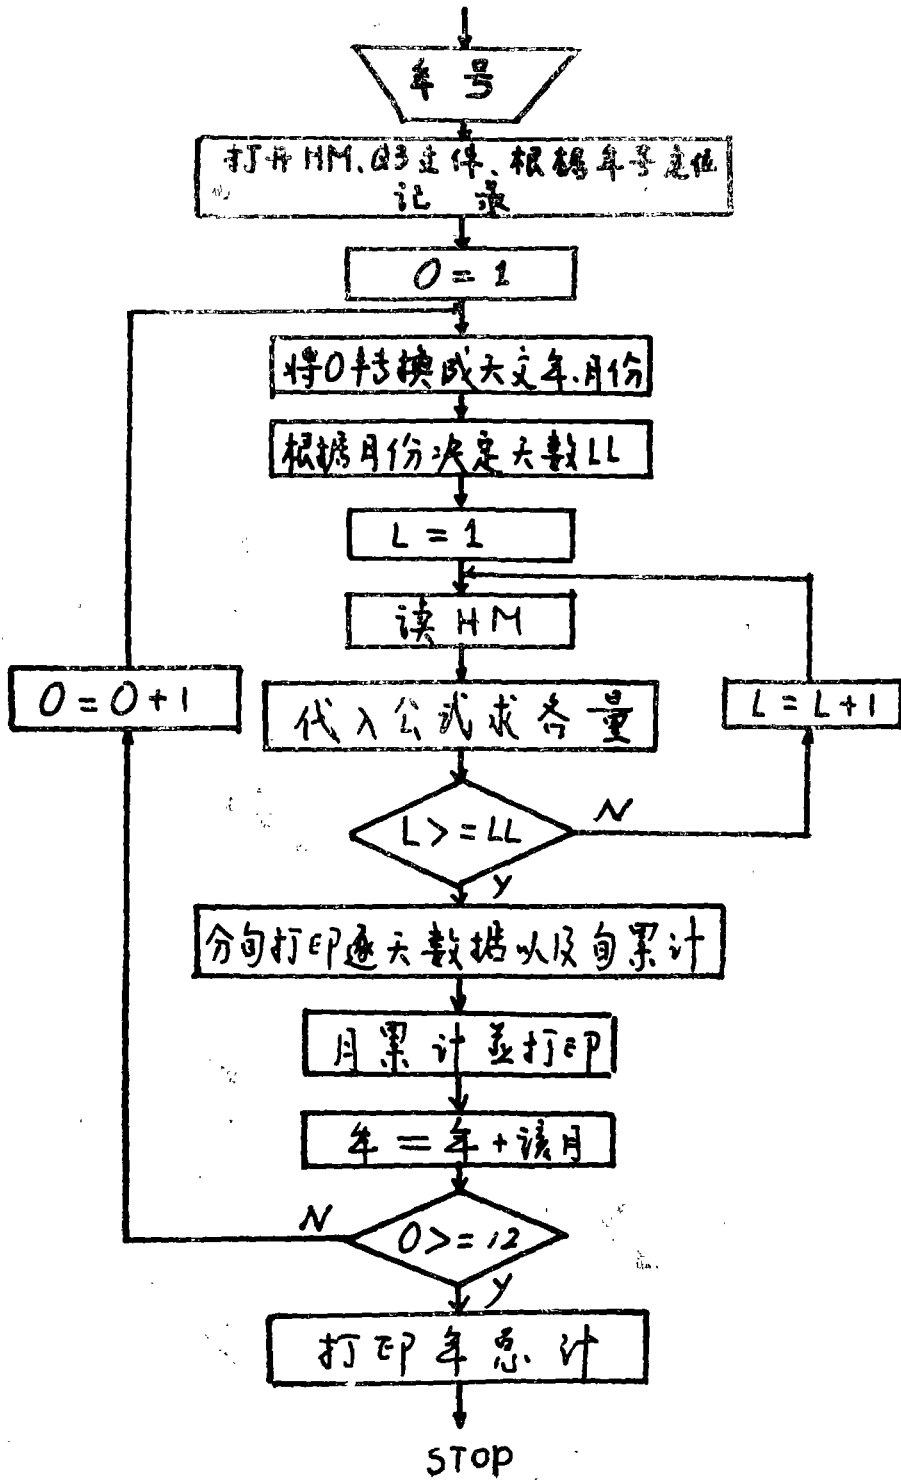 年号
打开HM、QJ文件、根据年号定位
记录
O=1
将O转换成天文年.月份
根据月份决定天数LL
L=1
读HM
O=O+1
代入公式求各量
L=L+1
L>=LL
N
Y
分旬打印逐天数据以及旬累计
月累计並打印
年=年+该月
N
O>=12
Y
打印年总计
STOP